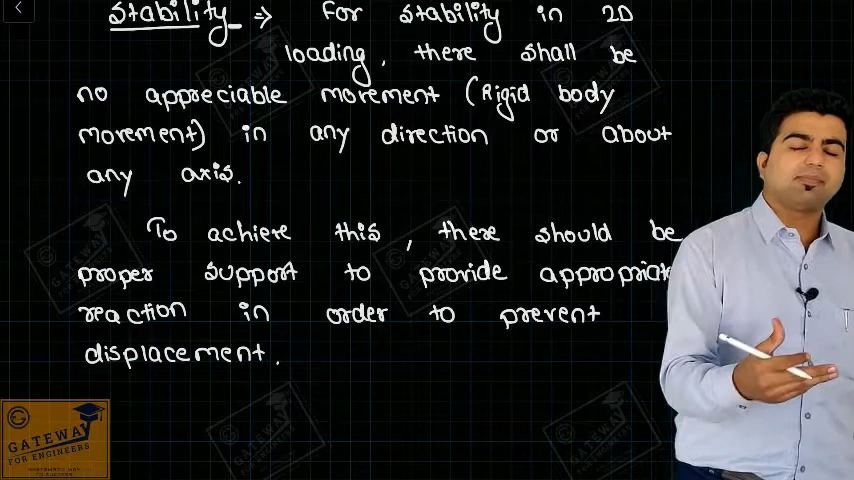 Stability ⇒ For stability in 2D
loading, there shall be
no appreciable movement (Rigid body
movement) in any direction or about
any axis.
To achieve this, there should be
proper support to provide appropriate
reaction in order to prevent
displacement.
GATEWAY
FOR ENGINEERS